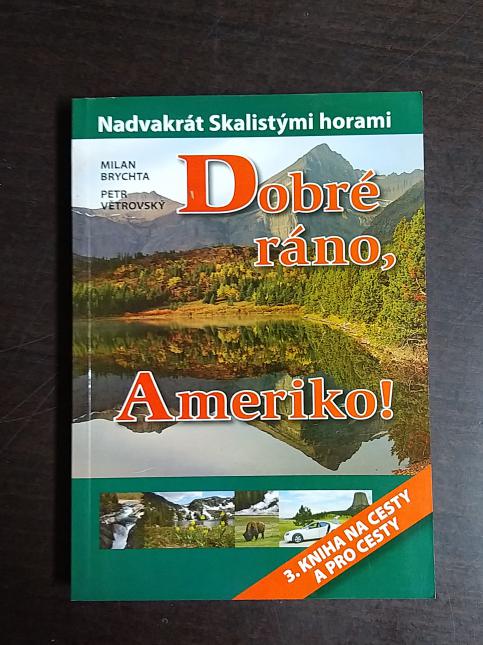 Nadvakrát Skalistými horami
MILAN
BRYCHTA
PETR
VĚTROVSKÝ
Dobré
ráno,
Ameriko!
3. KNIHA NA CESTY
A PRO CESTY